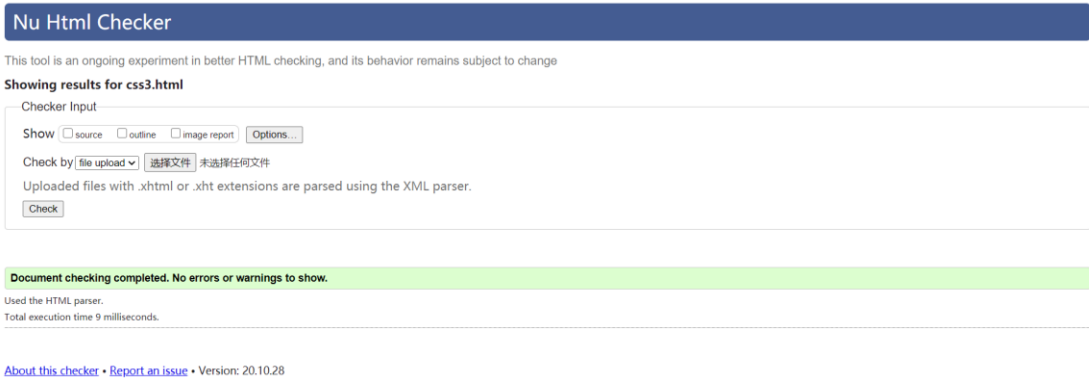 Nu Html Checker
This tool is an ongoing experiment in better HTML checking, and its behavior remains subject to change
Showing results for css3.html
Checker Input
Show source outline image report Options...
Check by file upload 选择文件 未选择任何文件
Uploaded files with .xhtml or .xht extensions are parsed using the XML parser.
Check
Document checking completed. No errors or warnings to show.
Used the HTML parser.
Total execution time 9 milliseconds.
About this checker • Report an issue • Version: 20.10.28